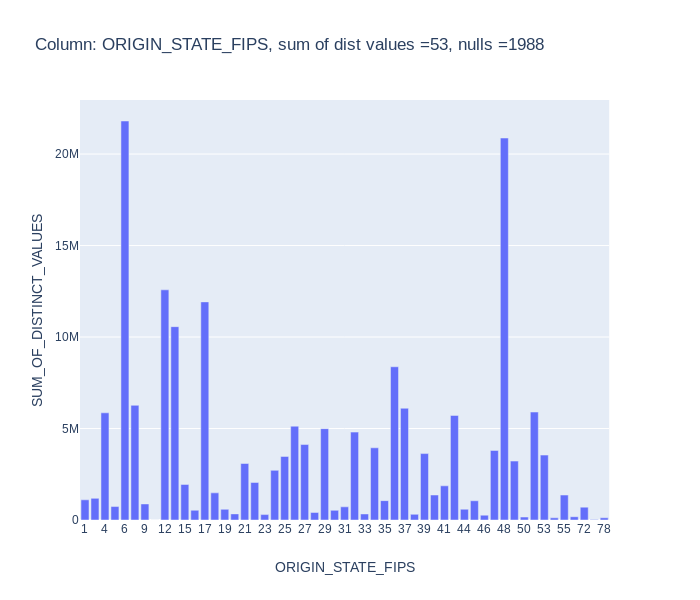 Column: ORIGIN_STATE_FIPS, sum of dist values =53, nulls =1988
20M
15M
10M
5M
0
SUM_OF_DISTINCT_VALUES
1 4 6 9 12 15 17 19 21 23 25 27 29 31 33 35 37 39 41 44 46 48 50 53 55 72 78
ORIGIN_STATE_FIPS